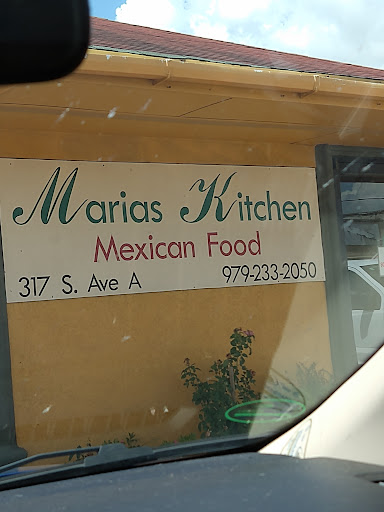 Marias Kitchen
Mexican Food
317 S. Ave A 979-233-2050